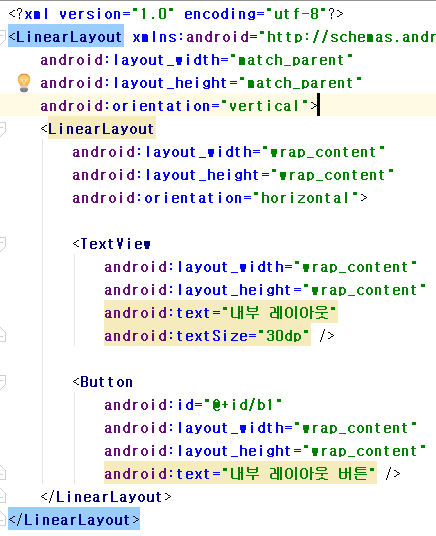 <?xml version="1.0" encoding="utf-8"?>
<LinearLayout xmlns:android="http://schemas.andr
android:layout_width="match_parent"
android:layout_height="match_parent"
android:orientation="vertical">
<LinearLayout
android:layout_width="wrap_content"
android:layout_height="wrap_content"
android:orientation="horizontal">
<TextView
android:layout_width="wrap_content"
android:layout_height="wrap_content"
android:text="내부 레이아웃"
android:textSize="30dp" />
<Button
android:id="@+id/b1"
android:layout_width="wrap_content"
android:layout_height="wrap_content"
android:text="내부 레이아웃 버튼" />
</LinearLayout>
</LinearLayout>